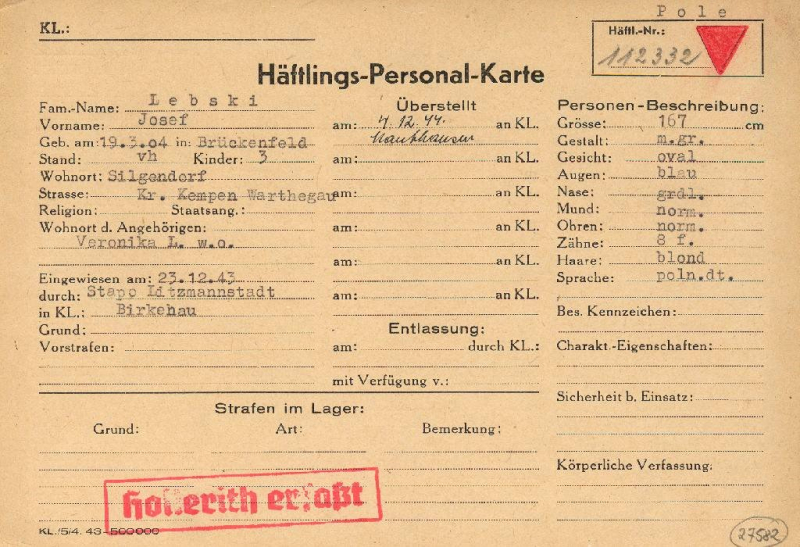 Pole
KL.:
Häftl.-Nr.:
112332
Häftlings-Personal-Karte
Fam.-Name: Lebski
Vorname: Josef
Geb. am: 19.3.04 in: Brückenfeld
Stand: vh Kinder: 3
Wohnort: Silgendorf
Strasse: Kr. Kempen Warthegau
Religion: Staatsang.:
Wohnort d. Angehörigen:
Veronika L. w.o.
Eingewiesen am: 23.12.43
durch: Stapo Litzmannstadt
in KL.: Birkenau
Grund:
Vorstrafen:
Überstellt
am: 4.12.44. an KL.
Mauthausen
am: an KL.
am: an KL.
am: an KL.
am: an KL.
am: an KL.
Entlassung:
am: durch KL.:
mit Verfügung v.:
Personen-Beschreibung:
Grösse: 167 cm
Gestalt: m.gr.
Gesicht: oval
Augen: blau
Nase: grdl.
Mund: norm.
Ohren: norm.
Zähne: 8 f.
Haare: blond
Sprache: poln.dt.
Bes. Kennzeichen:
Charakt.-Eigenschaften:
Sicherheit b. Einsatz:
Körperliche Verfassung:
Strafen im Lager:
Grund: Art: Bemerkung:
Hollerith erfaßt
KL./5/4. 43-500000
27582